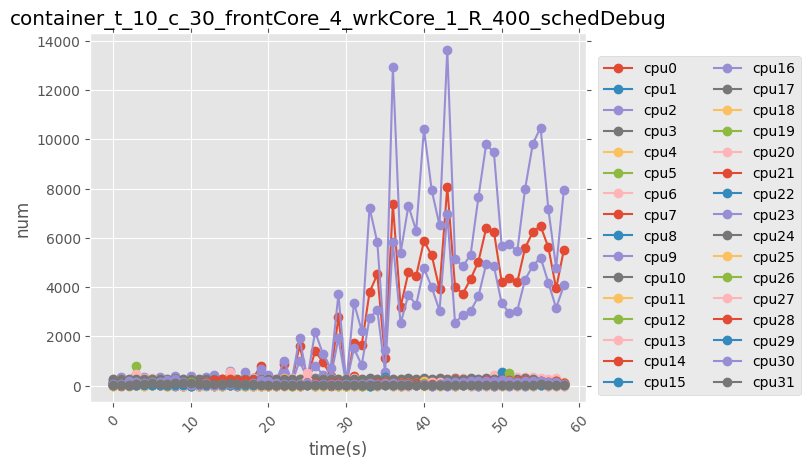 container_t_10_c_30_frontCore_4_wrkCore_1_R_400_schedDebug
14000
12000
10000
8000
6000
4000
2000
0
num
0
10
20
30
40
50
60
time(s)
cpu0
cpu1
cpu2
cpu3
cpu4
cpu5
cpu6
cpu7
cpu8
cpu9
cpu10
cpu11
cpu12
cpu13
cpu14
cpu15
cpu16
cpu17
cpu18
cpu19
cpu20
cpu21
cpu22
cpu23
cpu24
cpu25
cpu26
cpu27
cpu28
cpu29
cpu30
cpu31